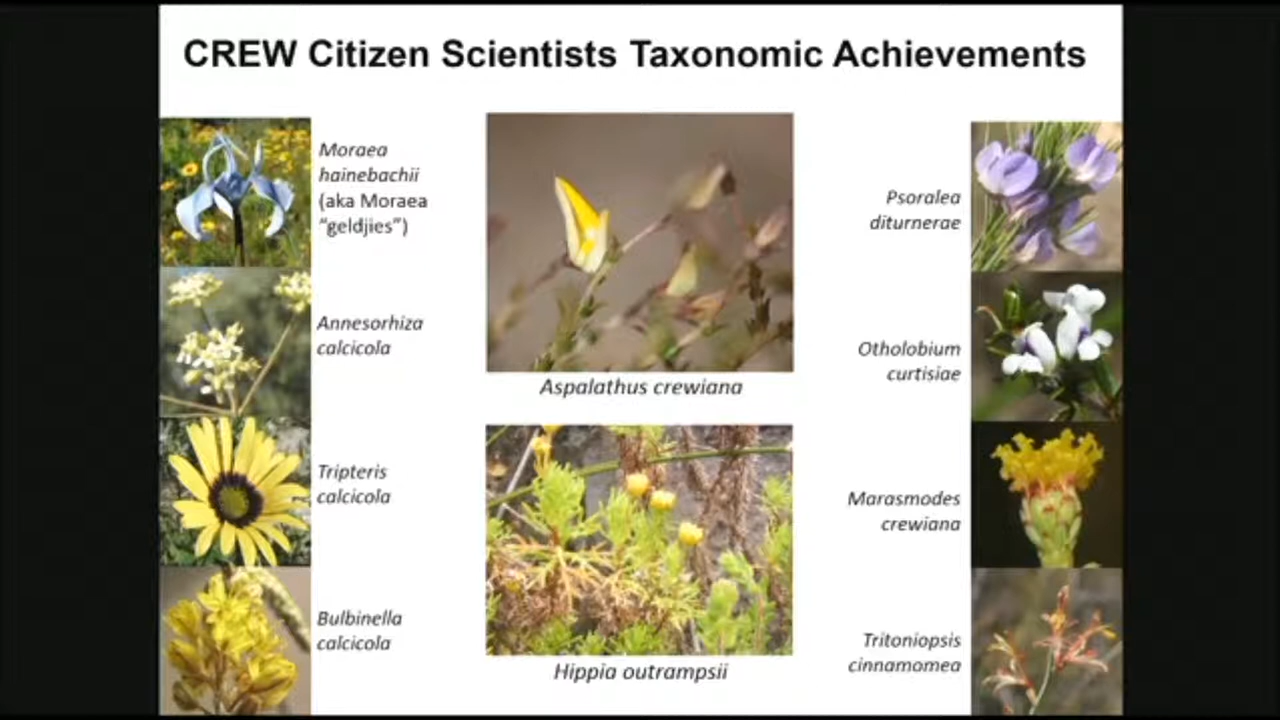 CREW Citizen Scientists Taxonomic Achievements
Moraea
hainebachii
(aka Moraea
"geldjies")
Annesorhiza
calcicola
Tripteris
calcicola
Bulbinella
calcicola
Aspalathus crewiana
Hippia outrampsii
Psoralea
diturnerae
Otholobium
curtisiae
Marasmodes
crewiana
Tritoniopsis
cinnamomea